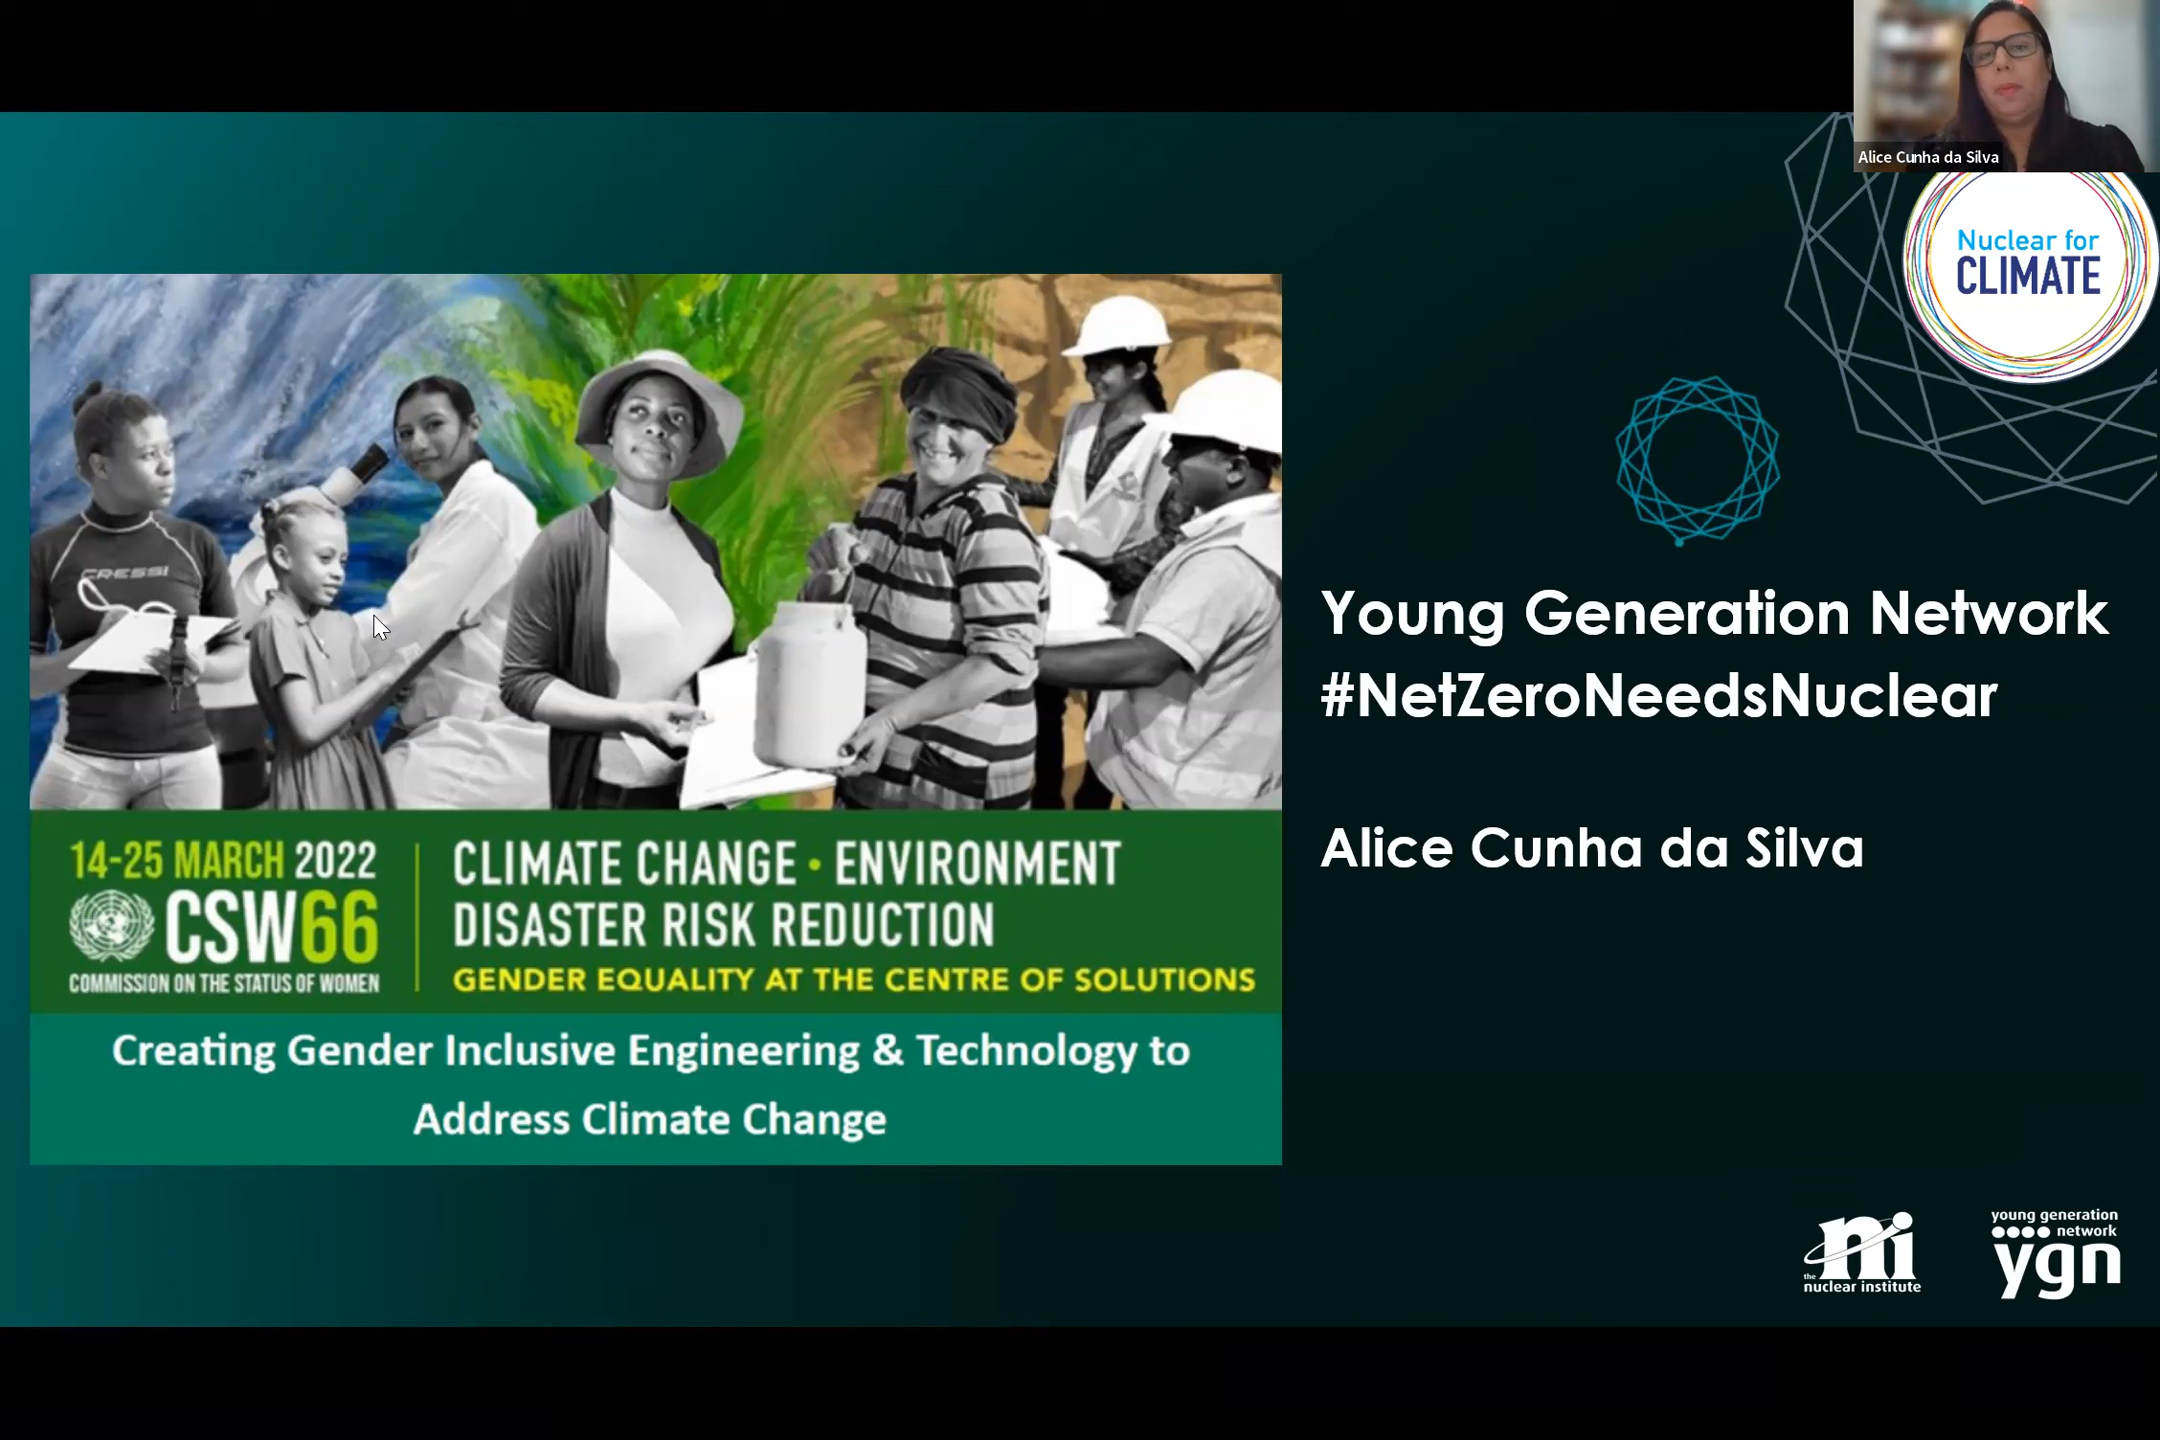 Alice Cunha da Silva
Nuclear for
CLIMATE
CRESSI
Young Generation Network
#NetZeroNeedsNuclear
Alice Cunha da Silva
14-25 MARCH 2022
CSW66
COMMISSION ON THE STATUS OF WOMEN
CLIMATE CHANGE • ENVIRONMENT
DISASTER RISK REDUCTION
GENDER EQUALITY AT THE CENTRE OF SOLUTIONS
Creating Gender Inclusive Engineering & Technology to
Address Climate Change
ni
the
nuclear institute
young generation
network
ygn